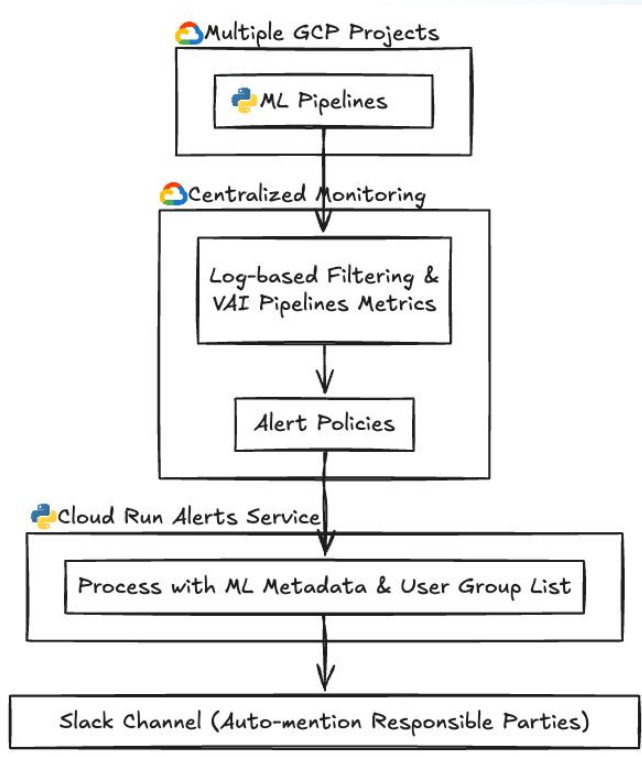 Multiple GCP Projects
ML Pipelines
Centralized Monitoring
Log-based Filtering &
VAI Pipelines Metrics
Alert Policies
Cloud Run Alerts Service
Process with ML Metadata & User Group List
Slack Channel (Auto-mention Responsible Parties)